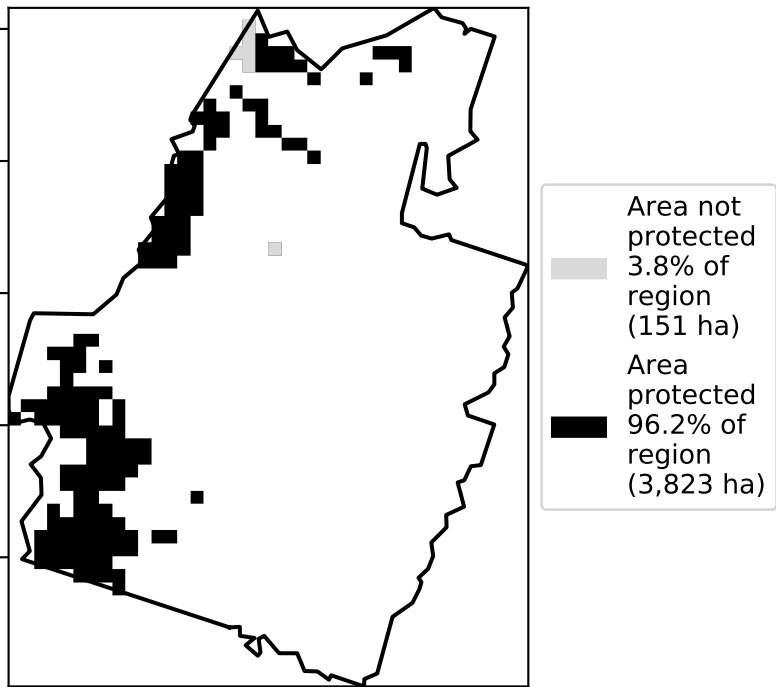 Area not
protected
3.8% of
region
(151 ha)
Area
protected
96.2% of
region
(3,823 ha)